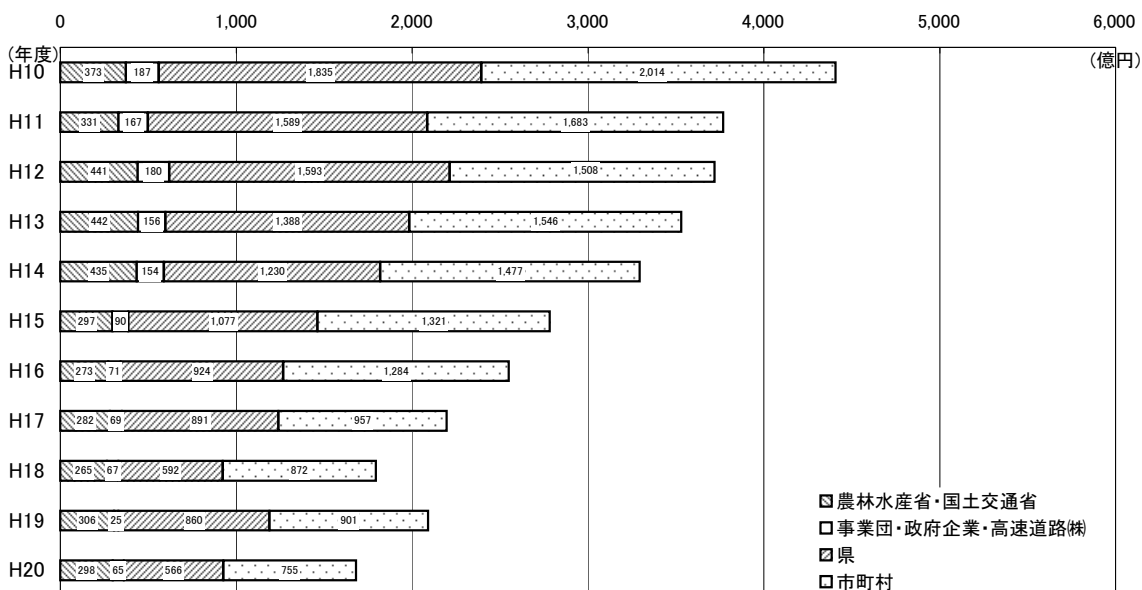 0 1,000 2,000 3,000 4,000 5,000 6,000
(年度) (億円)
H10 373 187 1,835 2,014
H11 331 167 1,589 1,683
H12 441 180 1,593 1,508
H13 442 156 1,388 1,546
H14 435 154 1,230 1,477
H15 297 90 1,077 1,321
H16 273 71 924 1,284
H17 282 69 891 957
H18 265 67 592 872
H19 306 25 860 901
H20 298 65 566 755
農林水産省・国土交通省
事業団・政府企業・高速道路㈱
県
市町村